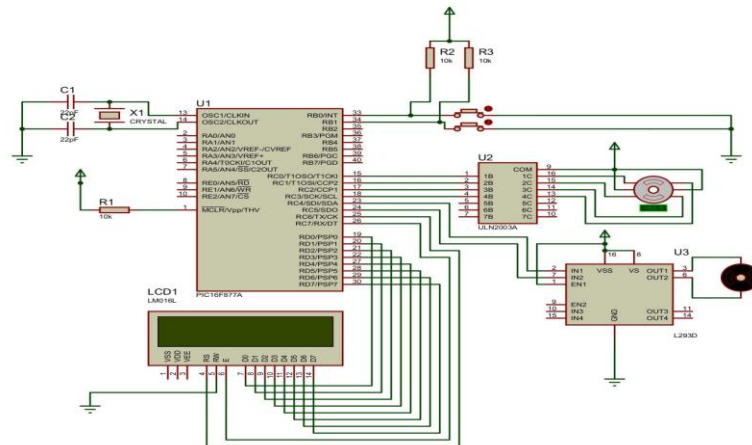 R2
10k
R3
10k
C1
22pF
C2
22pF
X1
CRYSTAL
R1
10k
U1
13 OSC1/CLKIN
14 OSC2/CLKOUT
2 RA0/AN0
3 RA1/AN1
4 RA2/AN2/VREF-/CVREF
5 RA3/AN3/VREF+
6 RA4/T0CKI/C1OUT
7 RA5/AN4/SS/C2OUT
8 RE0/AN5/RD
9 RE1/AN6/WR
10 RE2/AN7/CS
1 MCLR/Vpp/THV
RB0/INT 33
RB1 34
RB2 35
RB3/PGM 36
RB4 37
RB5 38
RB6/PGC 39
RB7/PGD 40
RC0/T1OSO/T1CKI 15
RC1/T1OSI/CCP2 16
RC2/CCP1 17
RC3/SCK/SCL 18
RC4/SDI/SDA 23
RC5/SDO 24
RC6/TX/CK 25
RC7/RX/DT 26
RD0/PSP0 19
RD1/PSP1 20
RD2/PSP2 21
RD3/PSP3 22
RD4/PSP4 27
RD5/PSP5 28
RD6/PSP6 29
RD7/PSP7 30
PIC16F877A
U2
COM 9
1 1B 1C 16
2 2B 2C 15
3 3B 3C 14
4 4B 4C 13
5 5B 5C 12
6 6B 6C 11
7 7B 7C 10
ULN2003A
U3
16 8
VSS VS
2 IN1 OUT1 3
7 IN2 OUT2 6
1 EN1
9 EN2
10 IN3 OUT3 11
15 IN4 OUT4 14
GND
L293D
LCD1
LM016L
VSS VDD VEE RS RW E D0 D1 D2 D3 D4 D5 D6 D7
1 2 3 4 5 6 7 8 9 10 11 12 13 14